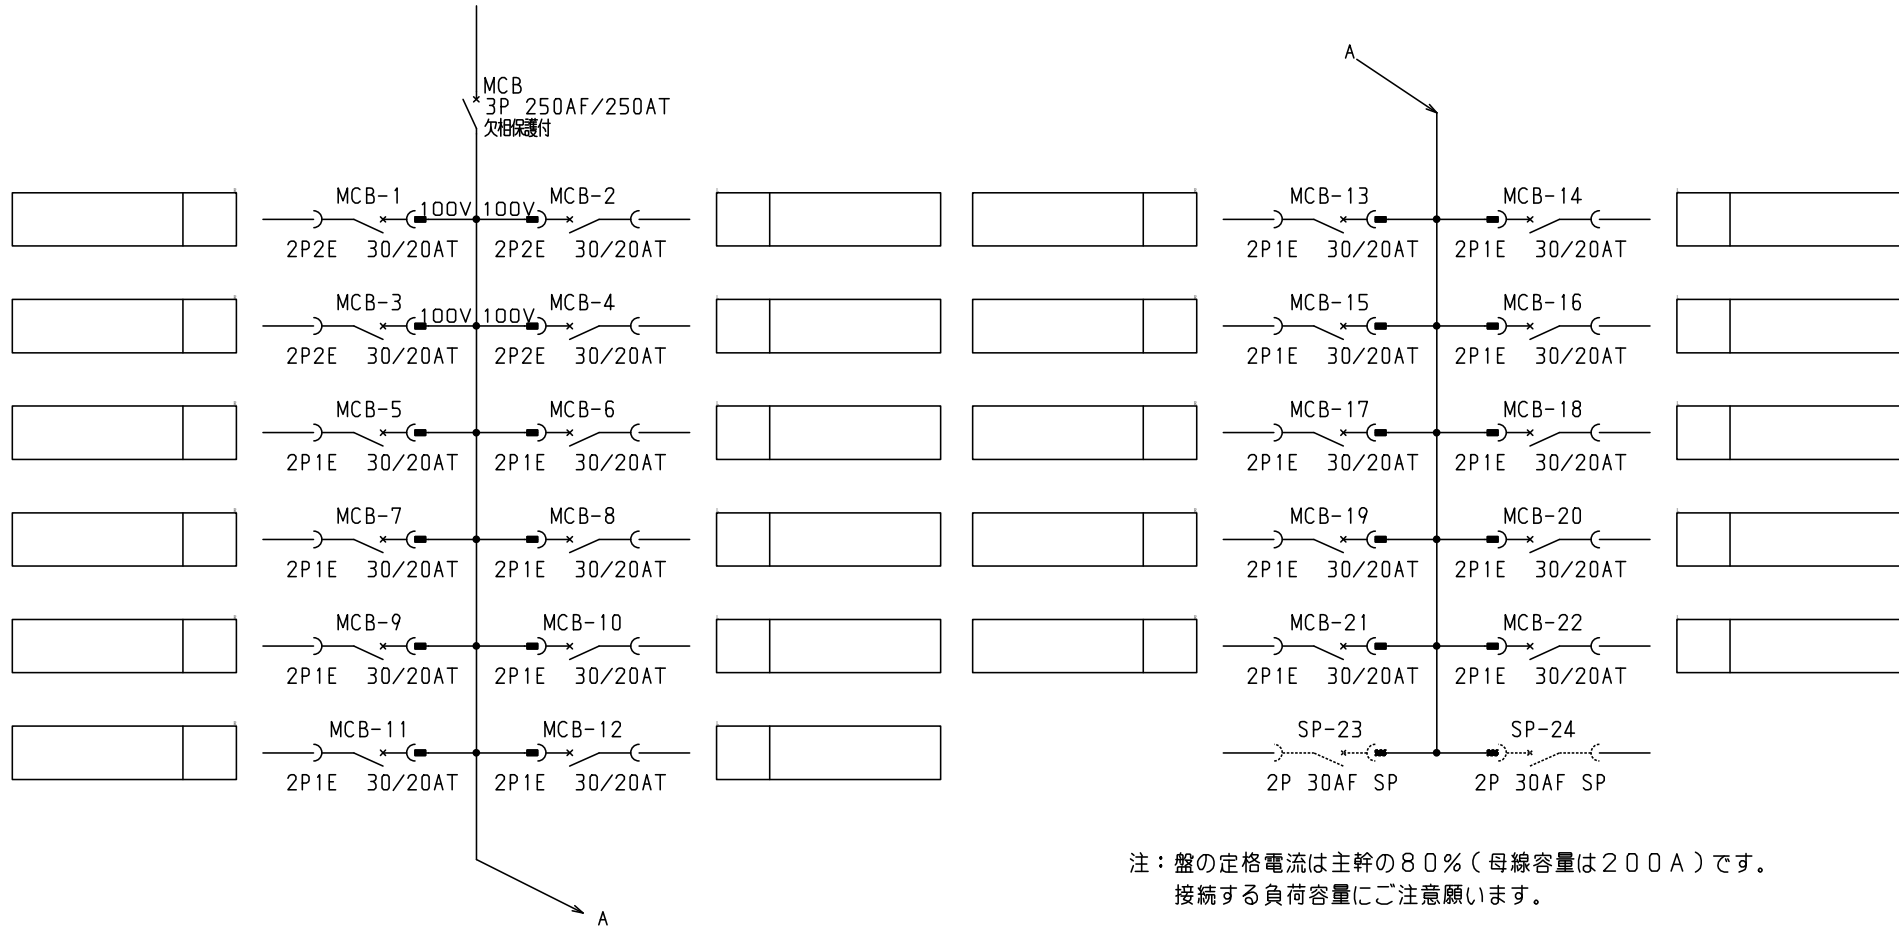 MCB
3P 250AF/250AT
欠相保護付
MCB-1 100V 100V MCB-2
2P2E 30/20AT 2P2E 30/20AT
MCB-3 100V 100V MCB-4
2P2E 30/20AT 2P2E 30/20AT
MCB-5 MCB-6
2P1E 30/20AT 2P1E 30/20AT
MCB-7 MCB-8
2P1E 30/20AT 2P1E 30/20AT
MCB-9 MCB-10
2P1E 30/20AT 2P1E 30/20AT
MCB-11 MCB-12
2P1E 30/20AT 2P1E 30/20AT
A
A
MCB-13 MCB-14
2P1E 30/20AT 2P1E 30/20AT
MCB-15 MCB-16
2P1E 30/20AT 2P1E 30/20AT
MCB-17 MCB-18
2P1E 30/20AT 2P1E 30/20AT
MCB-19 MCB-20
2P1E 30/20AT 2P1E 30/20AT
MCB-21 MCB-22
2P1E 30/20AT 2P1E 30/20AT
SP-23 SP-24
2P 30AF SP 2P 30AF SP
注：盤の定格電流は主幹の８０％（母線容量は２００Ａ）です。
接続する負荷容量にご注意願います。